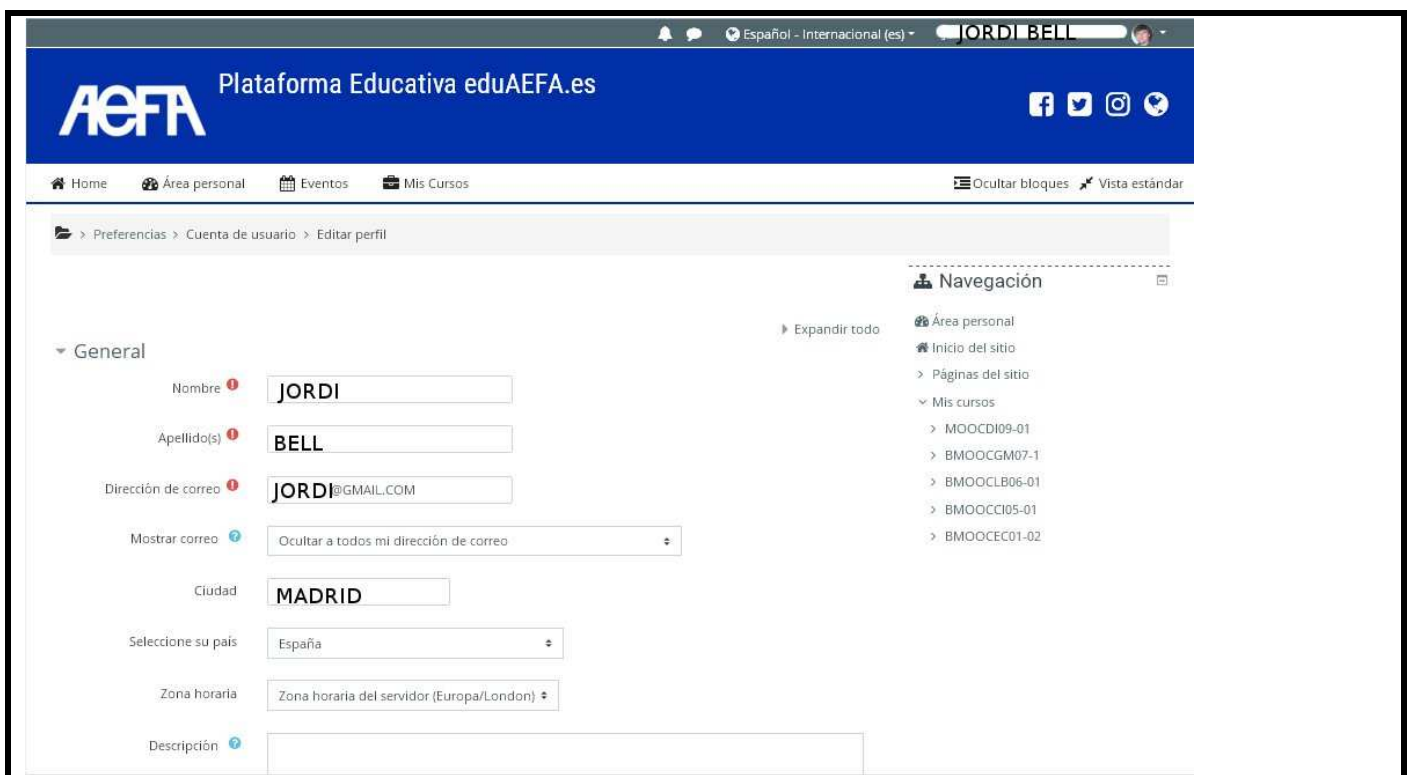 Español - Internacional (es)
JORDI BELL
AEFA
Plataforma Educativa eduAEFA.es
Home
Área personal
Eventos
Mis Cursos
Ocultar bloques
Vista estándar
> Preferencias > Cuenta de usuario > Editar perfil
Navegación
Expandir todo
Área personal
Inicio del sitio
> Páginas del sitio
Mis cursos
> MOOCDI09-01
> BMOOCGM07-1
> BMOOCLB06-01
> BMOOCCI05-01
> BMOOCEC01-02
General
Nombre JORDI
Apellido(s) BELL
Dirección de correo JORDI@GMAIL.COM
Mostrar correo Ocultar a todos mi dirección de correo
Ciudad MADRID
Seleccione su país España
Zona horaria Zona horaria del servidor (Europa/London)
Descripción